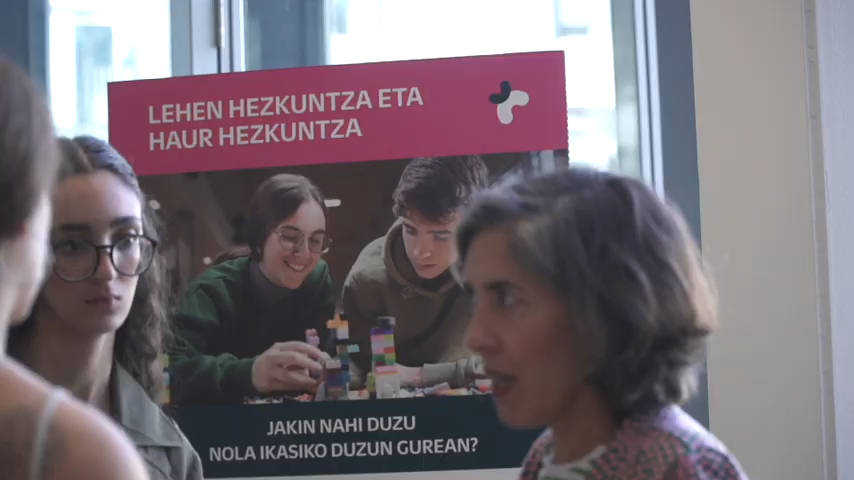 LEHEN HEZKUNTZA ETA
HAUR HEZKUNTZA
JAKIN NAHI DUZU
NOLA IKASIKO DUZUN GUREAN?